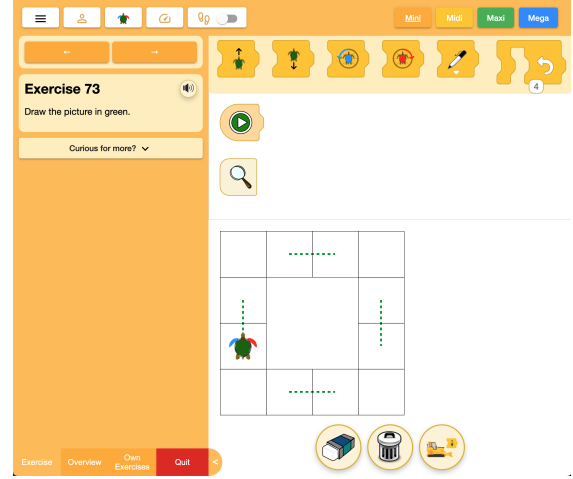 Mini
Midi
Maxi
Mega
← →
Exercise 73
Draw the picture in green.
Curious for more?
4
Exercise
Overview
Own
Exercises
Quit
<